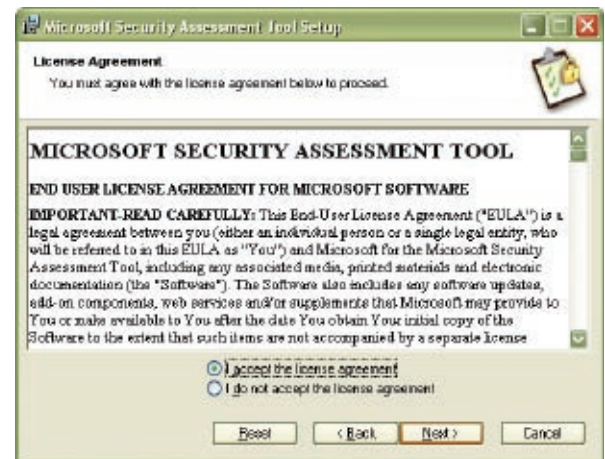 Microsoft Security Assessment Tool Setup
License Agreement
You must agree with the license agreement below to proceed.
MICROSOFT SECURITY ASSESSMENT TOOL
END USER LICENSE AGREEMENT FOR MICROSOFT SOFTWARE
IMPORTANT-READ CAREFULLY: This End-User License Agreement ("EULA") is a
legal agreement between you (either an individual person or a single legal entity, who
will be referred to in this EULA as "You") and Microsoft for the Microsoft Security
Assessment Tool, including any associated media, printed materials and electronic
documentation (the "Software"). The Software also includes any software updates,
add-on components, web services and/or supplements that Microsoft may provide to
You or make available to You after the date You obtain Your initial copy of the
Software to the extent that such items are not accompanied by a separate license
I accept the license agreement
I do not accept the license agreement
Reset < Back Next > Cancel